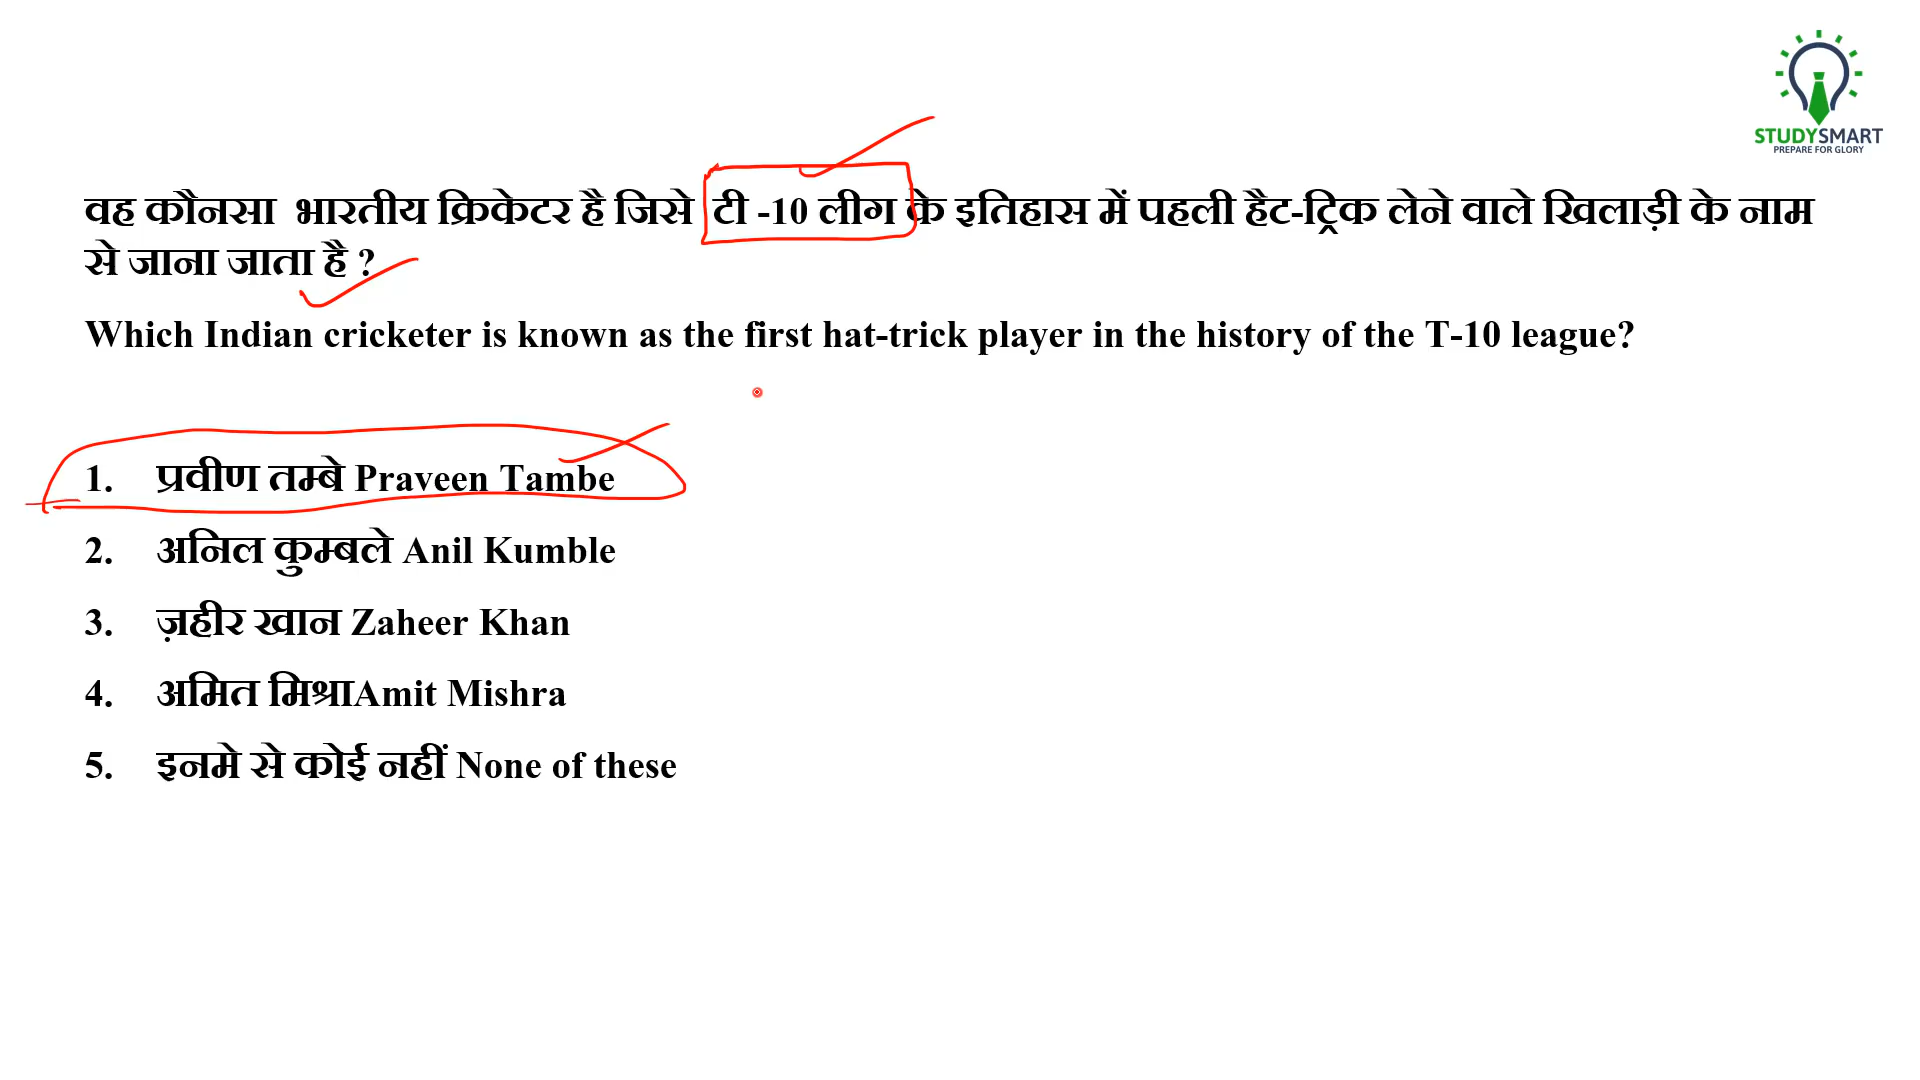 STUDYSMART
PREPARE FOR GLORY
वह कौनसा भारतीय क्रिकेटर है जिसे टी -10 लीग के इतिहास में पहली हैट-ट्रिक लेने वाले खिलाड़ी के नाम
से जाना जाता है ?
Which Indian cricketer is known as the first hat-trick player in the history of the T-10 league?
1. प्रवीण तम्बे Praveen Tambe
2. अनिल कुम्बले Anil Kumble
3. ज़हीर खान Zaheer Khan
4. अमित मिश्राAmit Mishra
5. इनमे से कोई नहीं None of these